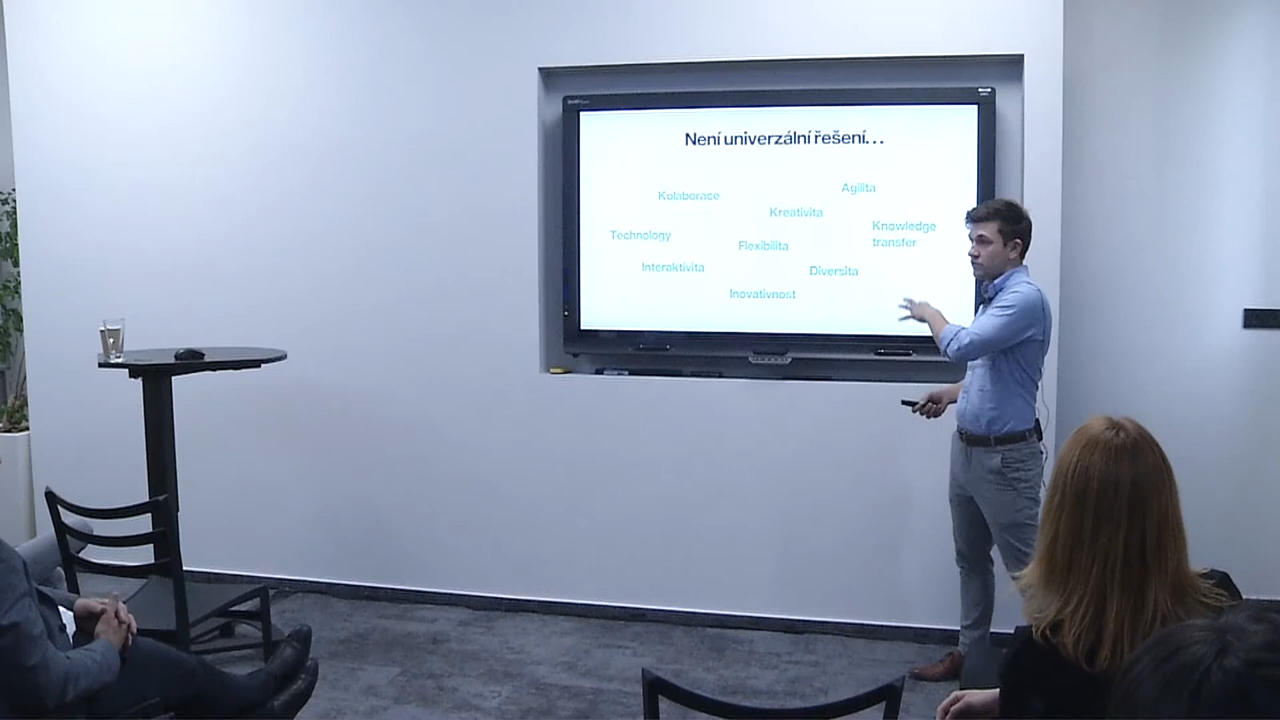 Není univerzální řešení...
Agilita
Kolaborace
Kreativita
Knowledge
transfer
Technology
Flexibilita
Interaktivita
Diversita
Inovativnost